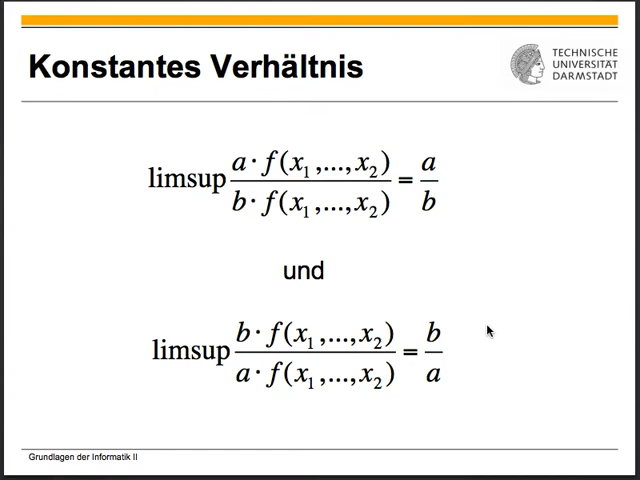 Konstantes Verhältnis
TECHNISCHE
UNIVERSITÄT
DARMSTADT
limsup a · f(x₁,...,x₂) / b · f(x₁,...,x₂) = a / b
und
limsup b · f(x₁,...,x₂) / a · f(x₁,...,x₂) = b / a
Grundlagen der Informatik II